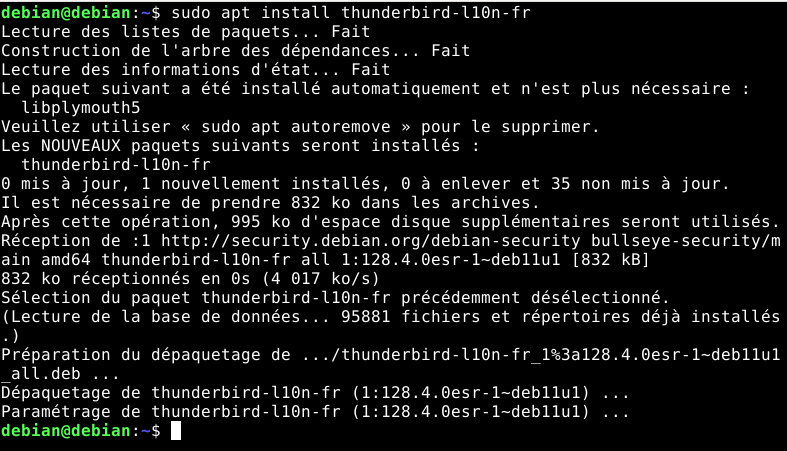 debian@debian:~$ sudo apt install thunderbird-l10n-fr
Lecture des listes de paquets... Fait
Construction de l'arbre des dépendances... Fait
Lecture des informations d'état... Fait
Le paquet suivant a été installé automatiquement et n'est plus nécessaire :
  libplymouth5
Veuillez utiliser « sudo apt autoremove » pour le supprimer.
Les NOUVEAUX paquets suivants seront installés :
  thunderbird-l10n-fr
0 mis à jour, 1 nouvellement installés, 0 à enlever et 35 non mis à jour.
Il est nécessaire de prendre 832 ko dans les archives.
Après cette opération, 995 ko d'espace disque supplémentaires seront utilisés.
Réception de :1 http://security.debian.org/debian-security bullseye-security/m
ain amd64 thunderbird-l10n-fr all 1:128.4.0esr-1~deb11u1 [832 kB]
832 ko réceptionnés en 0s (4 017 ko/s)
Sélection du paquet thunderbird-l10n-fr précédemment désélectionné.
(Lecture de la base de données... 95881 fichiers et répertoires déjà installés
.)
Préparation du dépaquetage de .../thunderbird-l10n-fr_1%3a128.4.0esr-1~deb11u1
_all.deb ...
Dépaquetage de thunderbird-l10n-fr (1:128.4.0esr-1~deb11u1) ...
Paramétrage de thunderbird-l10n-fr (1:128.4.0esr-1~deb11u1) ...
debian@debian:~$